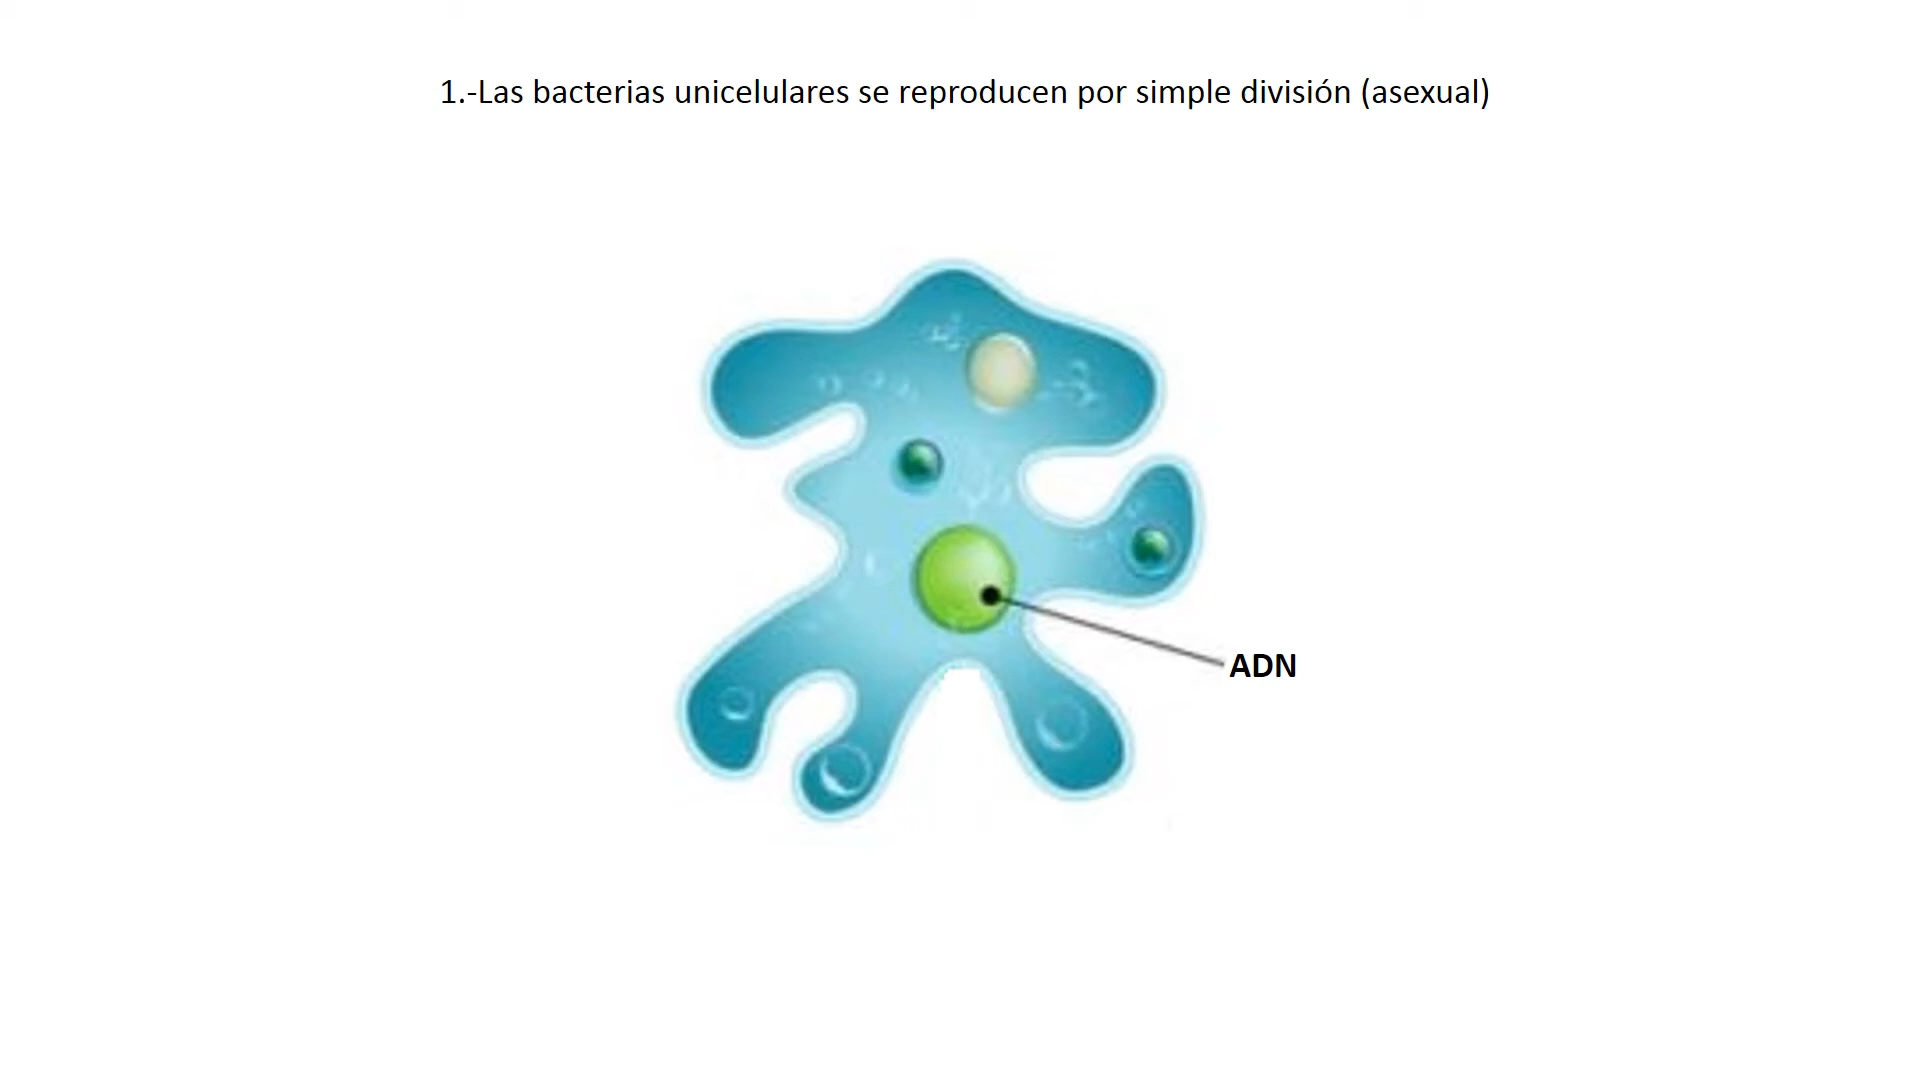 1.-Las bacterias unicelulares se reproducen por simple división (asexual)
ADN